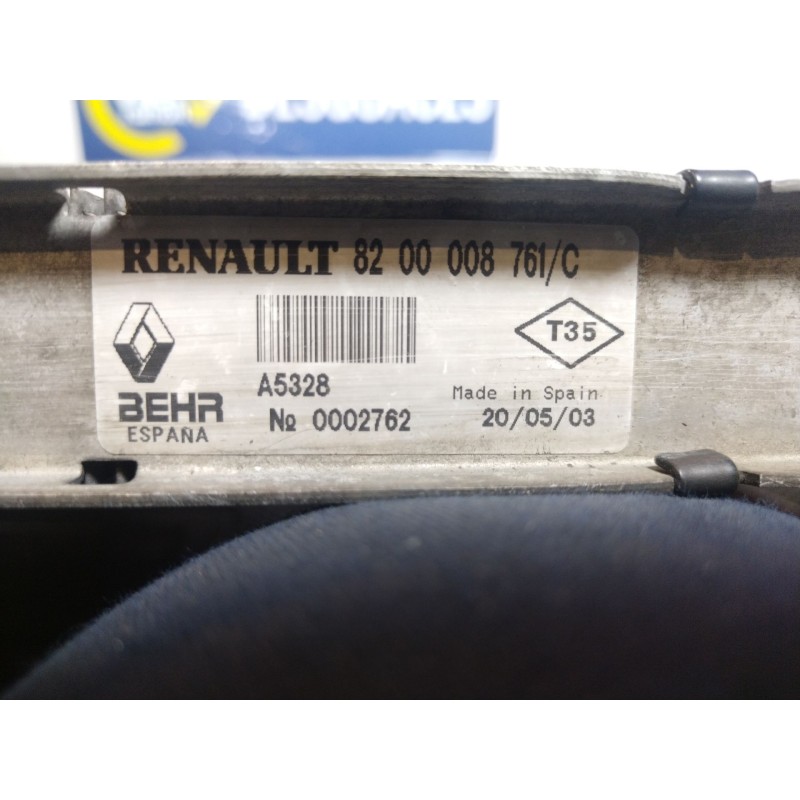 RENAULT 82 00 008 761/C
T35
A5328
Made in Spain
BEHR
Nº 0002762
20/05/03
ESPAÑA